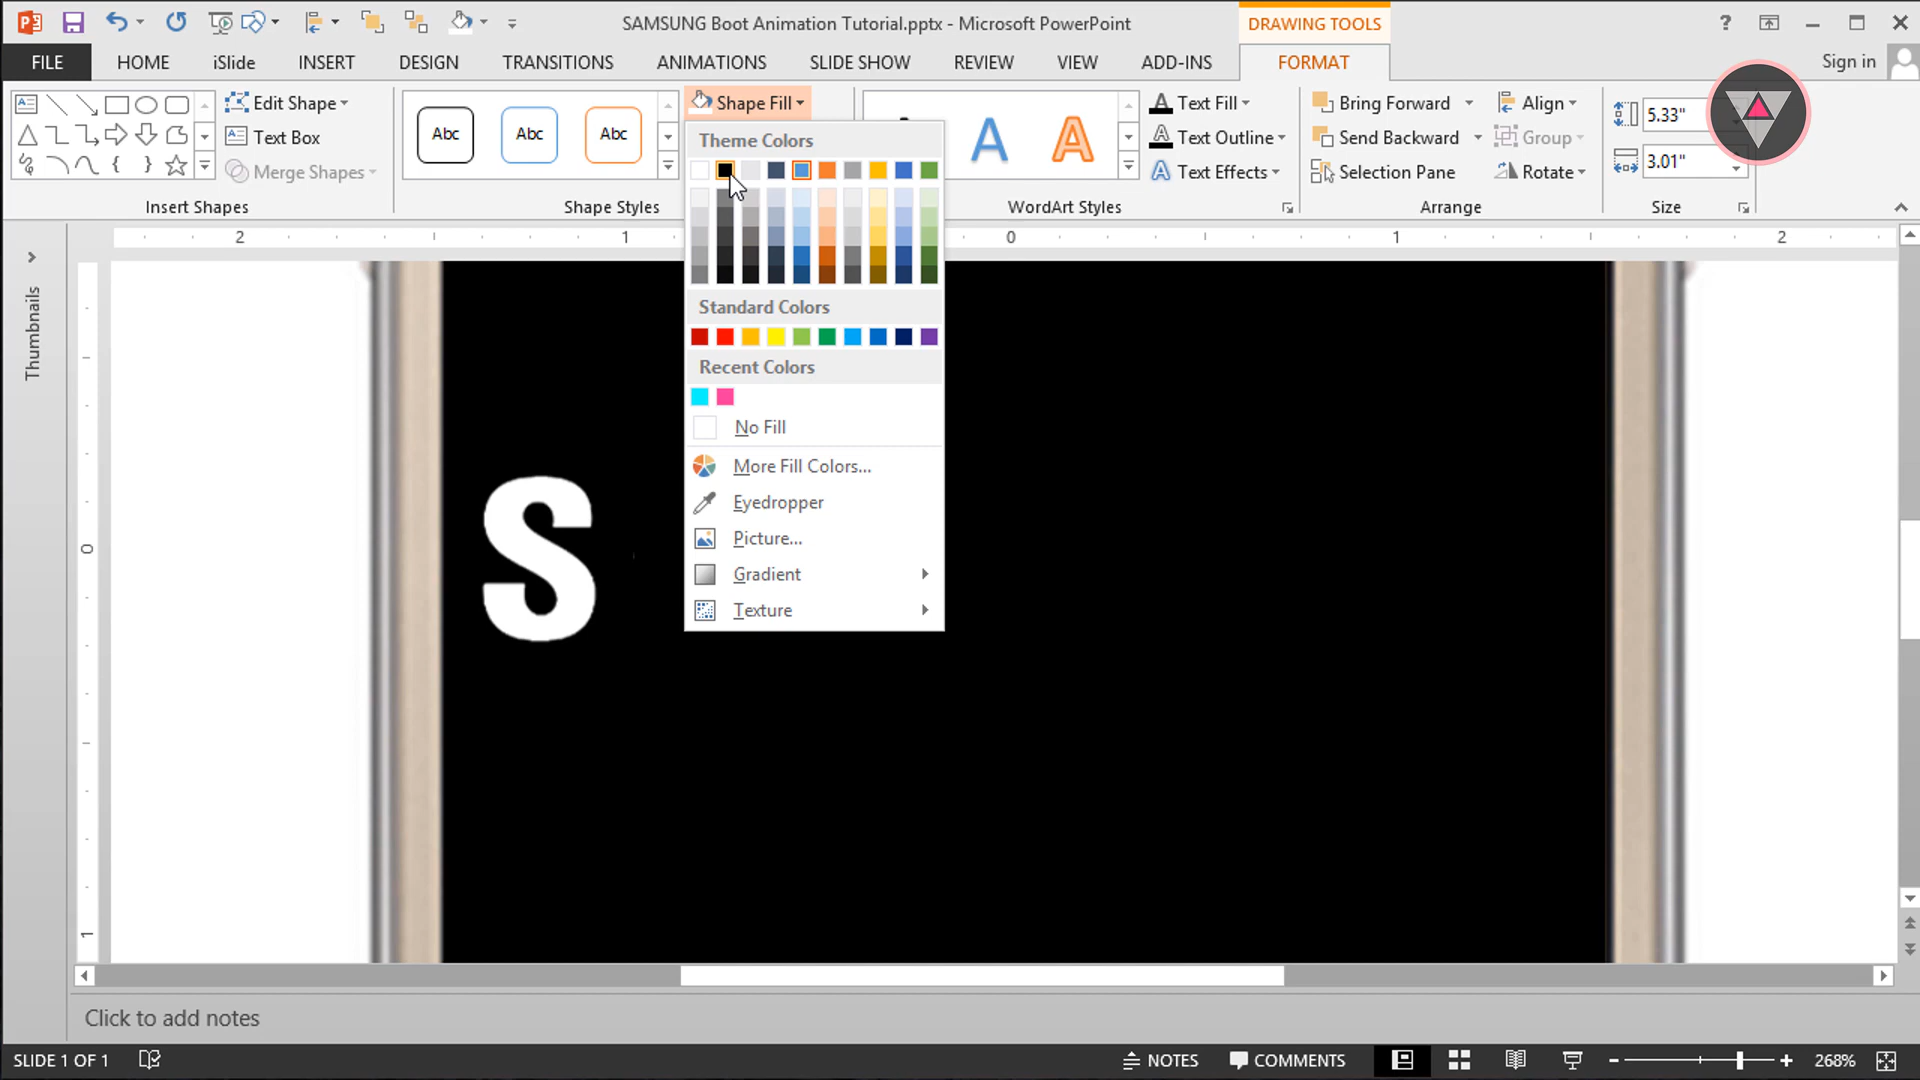 SAMSUNG Boot Animation Tutorial.pptx - Microsoft PowerPoint
DRAWING TOOLS
?
FILE HOME iSlide INSERT DESIGN TRANSITIONS ANIMATIONS SLIDE SHOW REVIEW VIEW ADD-INS FORMAT Sign in
Edit Shape
Text Box
Merge Shapes
Insert Shapes
Abc Abc Abc
Shape Styles
Shape Fill
A A
WordArt Styles
Text Fill
Text Outline
Text Effects
Bring Forward
Send Backward
Selection Pane
Align
Group
Rotate
Arrange
5.33"
3.01"
Size
Theme Colors
Standard Colors
Recent Colors
No Fill
More Fill Colors...
Eyedropper
Picture...
Gradient
Texture
2 1 0 1 2
Thumbnails
0
1
S
Click to add notes
SLIDE 1 OF 1 NOTES COMMENTS 268%